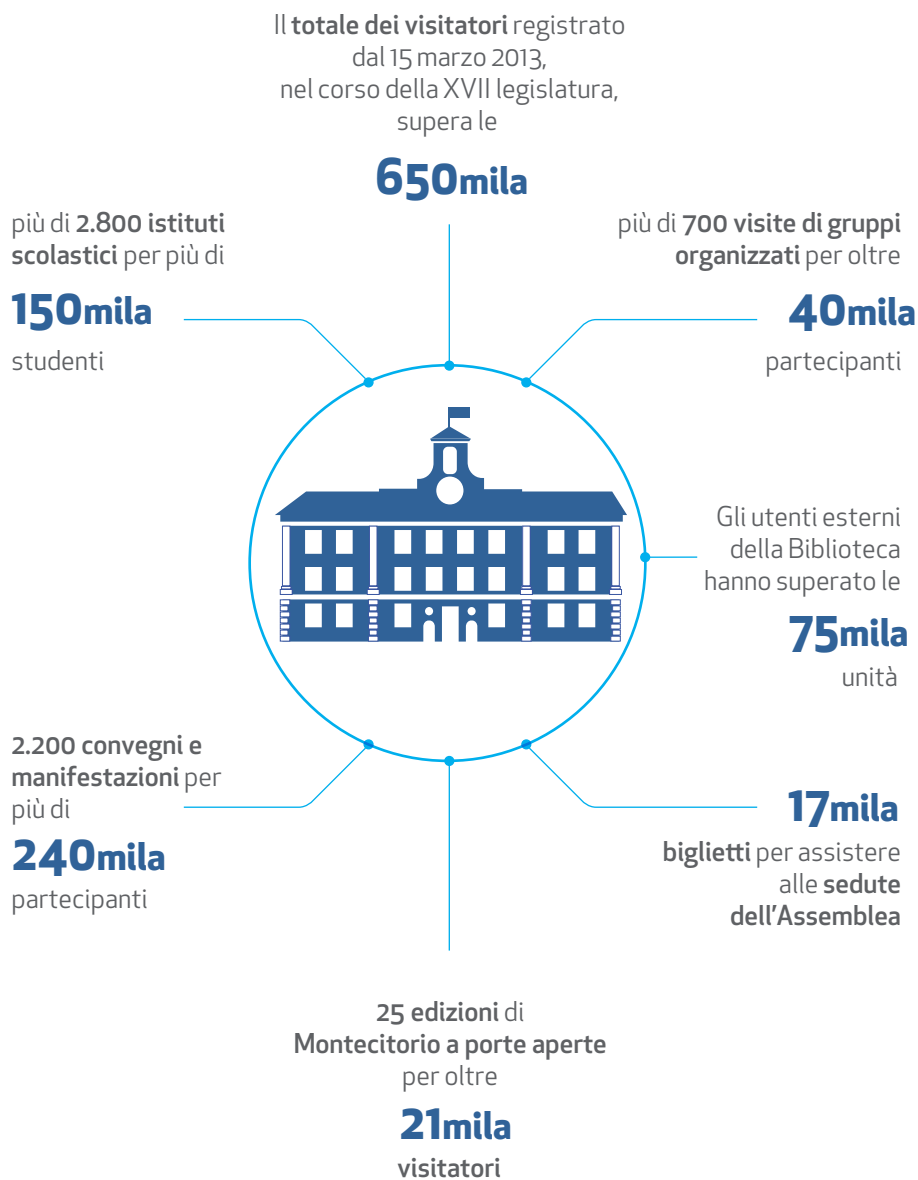 Il totale dei visitatori registrato
dal 15 marzo 2013,
nel corso della XVII legislatura,
supera le
650mila
più di 2.800 istituti
scolastici per più di
150mila
studenti
più di 700 visite di gruppi
organizzati per oltre
40mila
partecipanti
Gli utenti esterni
della Biblioteca
hanno superato le
75mila
unità
2.200 convegni e
manifestazioni per
più di
240mila
partecipanti
17mila
biglietti per assistere
alle sedute
dell'Assemblea
25 edizioni di
Montecitorio a porte aperte
per oltre
21mila
visitatori